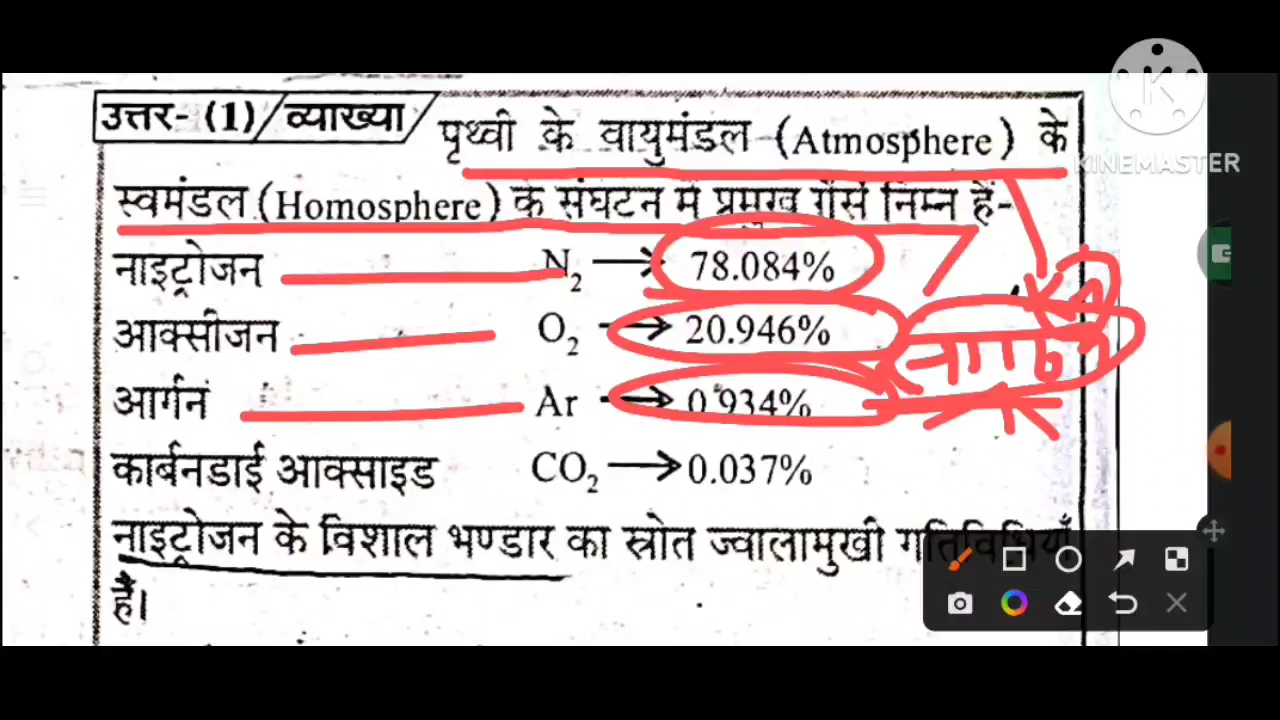 KINEMASTER
उत्तर- (1)/व्याख्या पृथ्वी के वायुमंडल (Atmosphere) के
स्वमंडल (Homosphere) के संघटन में प्रमुख गैसें निम्न हैं-
नाइट्रोजन N₂ → 78.084%
आक्सीजन O₂ → 20.946%
आर्गन Ar → 0.934%
कार्बनडाई आक्साइड CO₂ → 0.037%
नाइट्रोजन के विशाल भण्डार का स्रोत ज्वालामुखी गतिविधियाँ
हैं।